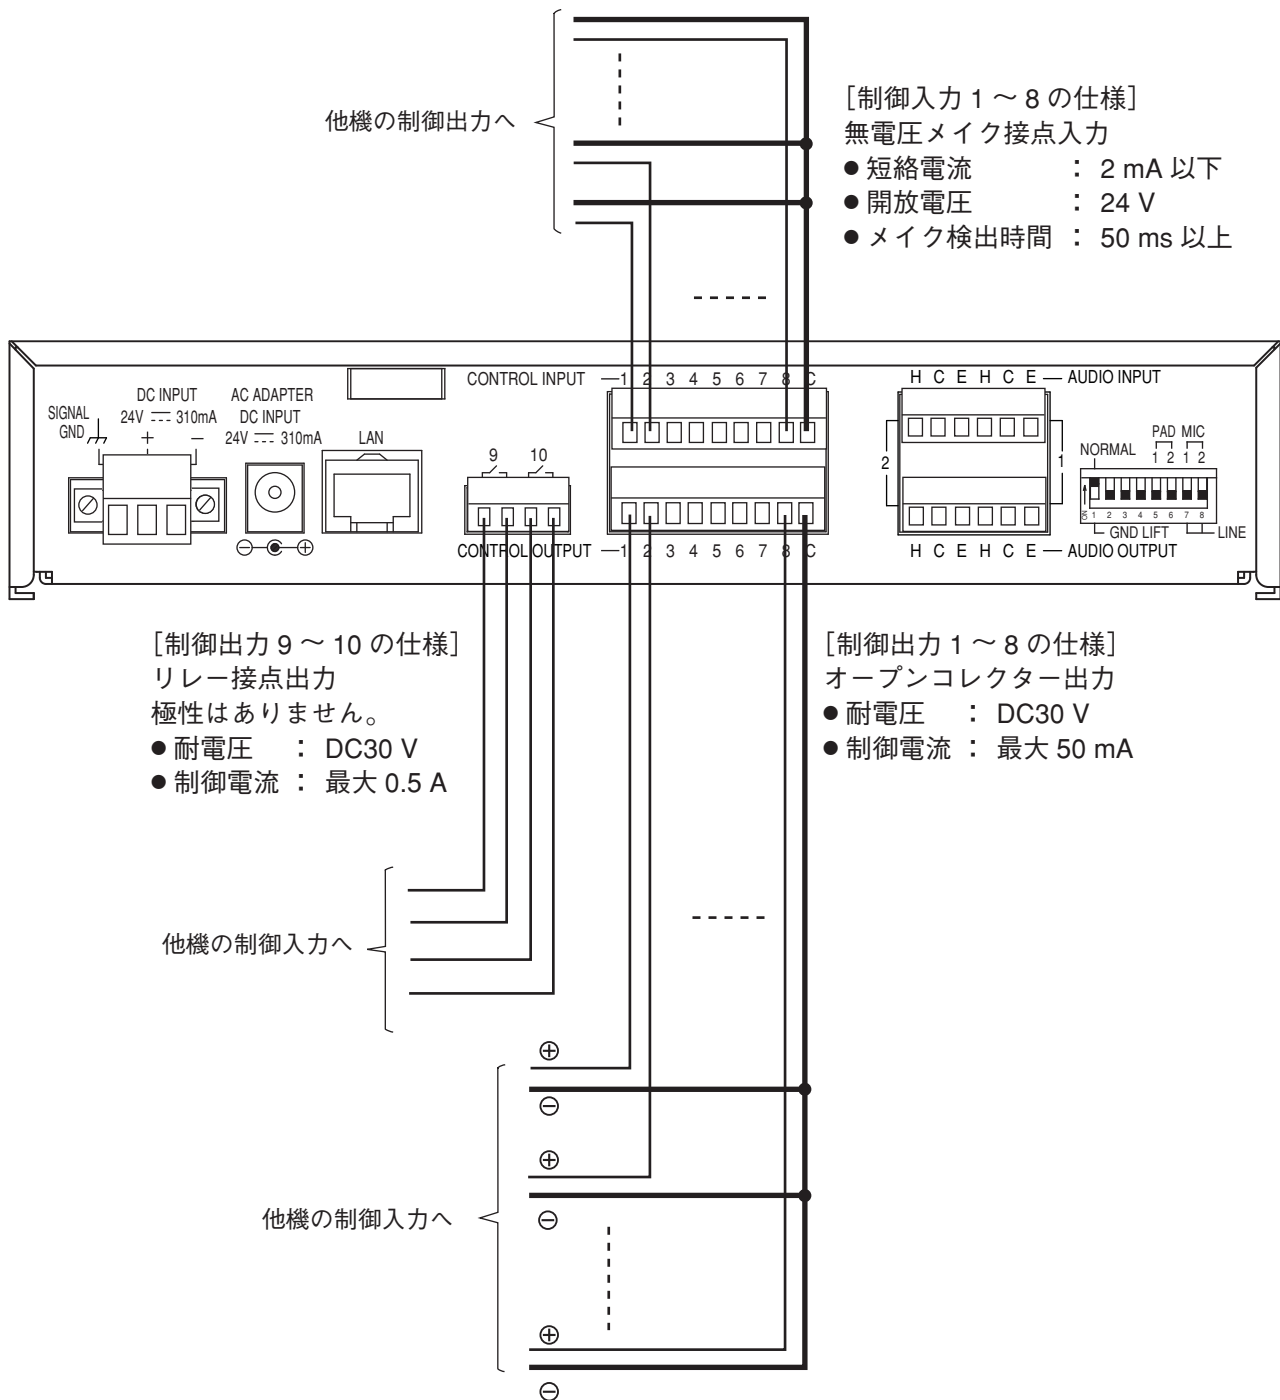 他機の制御出力へ
[制御入力 1 ～ 8 の仕様]
無電圧メイク接点入力
● 短絡電流 ： 2 mA 以下
● 開放電圧 ： 24 V
● メイク検出時間 ： 50 ms 以上
CONTROL INPUT 1 2 3 4 5 6 7 8 C
H C E H C E AUDIO INPUT
SIGNAL
GND
DC INPUT
24V 310mA
+ −
AC ADAPTER
DC INPUT
24V 310mA
LAN
9 10
2 1
PAD MIC
1 2 1 2
NORMAL
ON
1 2 3 4 5 6 7 8
GND LIFT LINE
⊖ ⊕
CONTROL OUTPUT 1 2 3 4 5 6 7 8 C
H C E H C E AUDIO OUTPUT
[制御出力 9 ～ 10 の仕様]
リレー接点出力
極性はありません。
● 耐電圧 ： DC30 V
● 制御電流 ： 最大 0.5 A
[制御出力 1 ～ 8 の仕様]
オープンコレクター出力
● 耐電圧 ： DC30 V
● 制御電流 ： 最大 50 mA
他機の制御入力へ
⊕
⊖
⊕
他機の制御入力へ
⊖
⊕
⊖